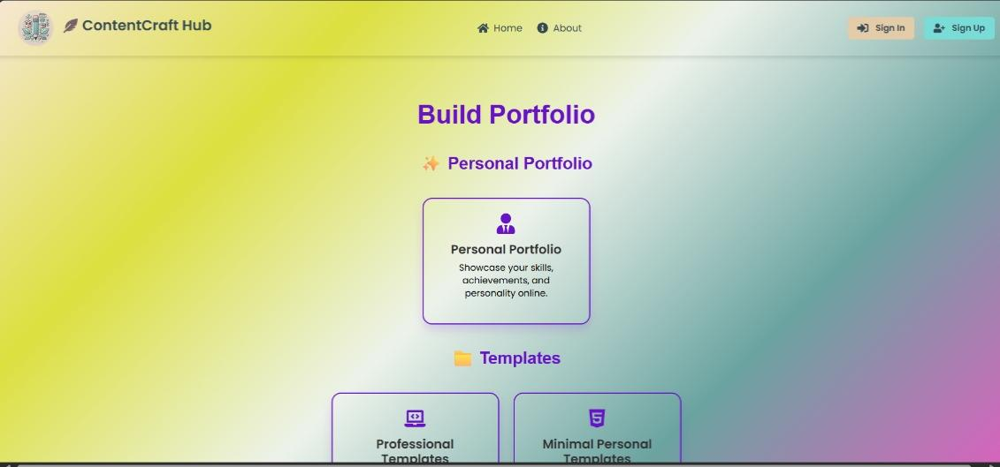 ContentCraft Hub
Home
About
Sign In
Sign Up
Build Portfolio
✨ Personal Portfolio
Personal Portfolio
Showcase your skills,
achievements, and
personality online.
📁 Templates
Professional
Templates
Minimal Personal
Templates